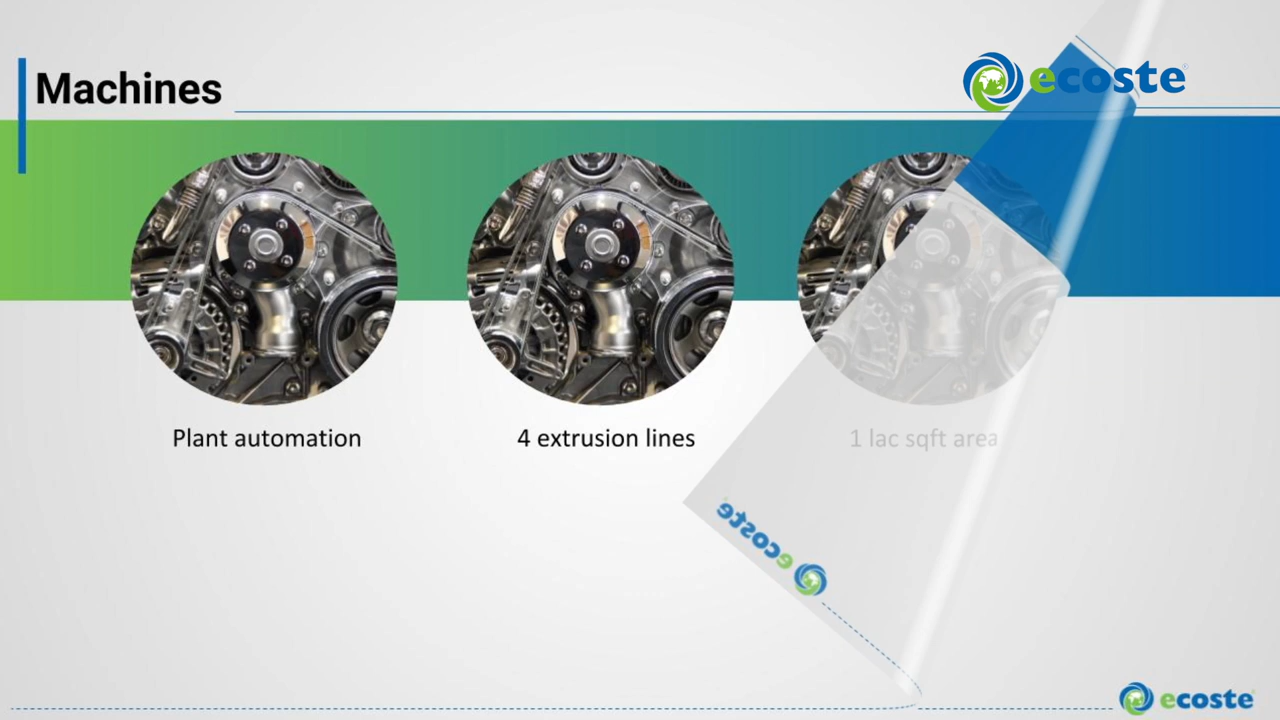 Machines
ecoste
Plant automation
4 extrusion lines
1 lac sqft area
ecoste
ecoste